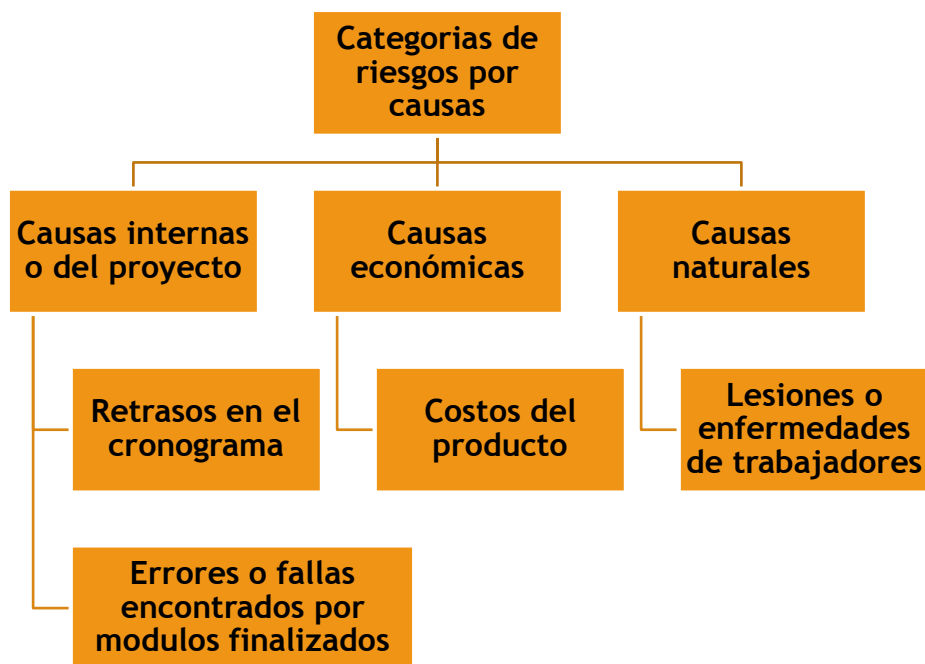 Categorias de
riesgos por
causas
Causas internas
o del proyecto
Causas
económicas
Causas
naturales
Retrasos en el
cronograma
Costos del
producto
Lesiones o
enfermedades
de trabajadores
Errores o fallas
encontrados por
modulos finalizados